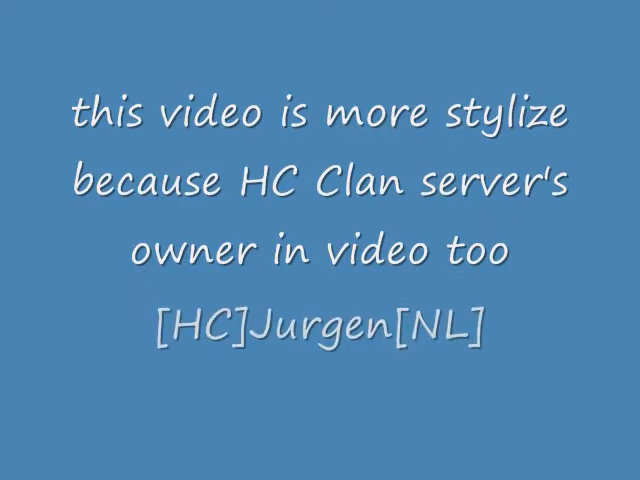 this video is more stylize
because HC Clan server's
owner in video too
[HC]Jurgen[NL]